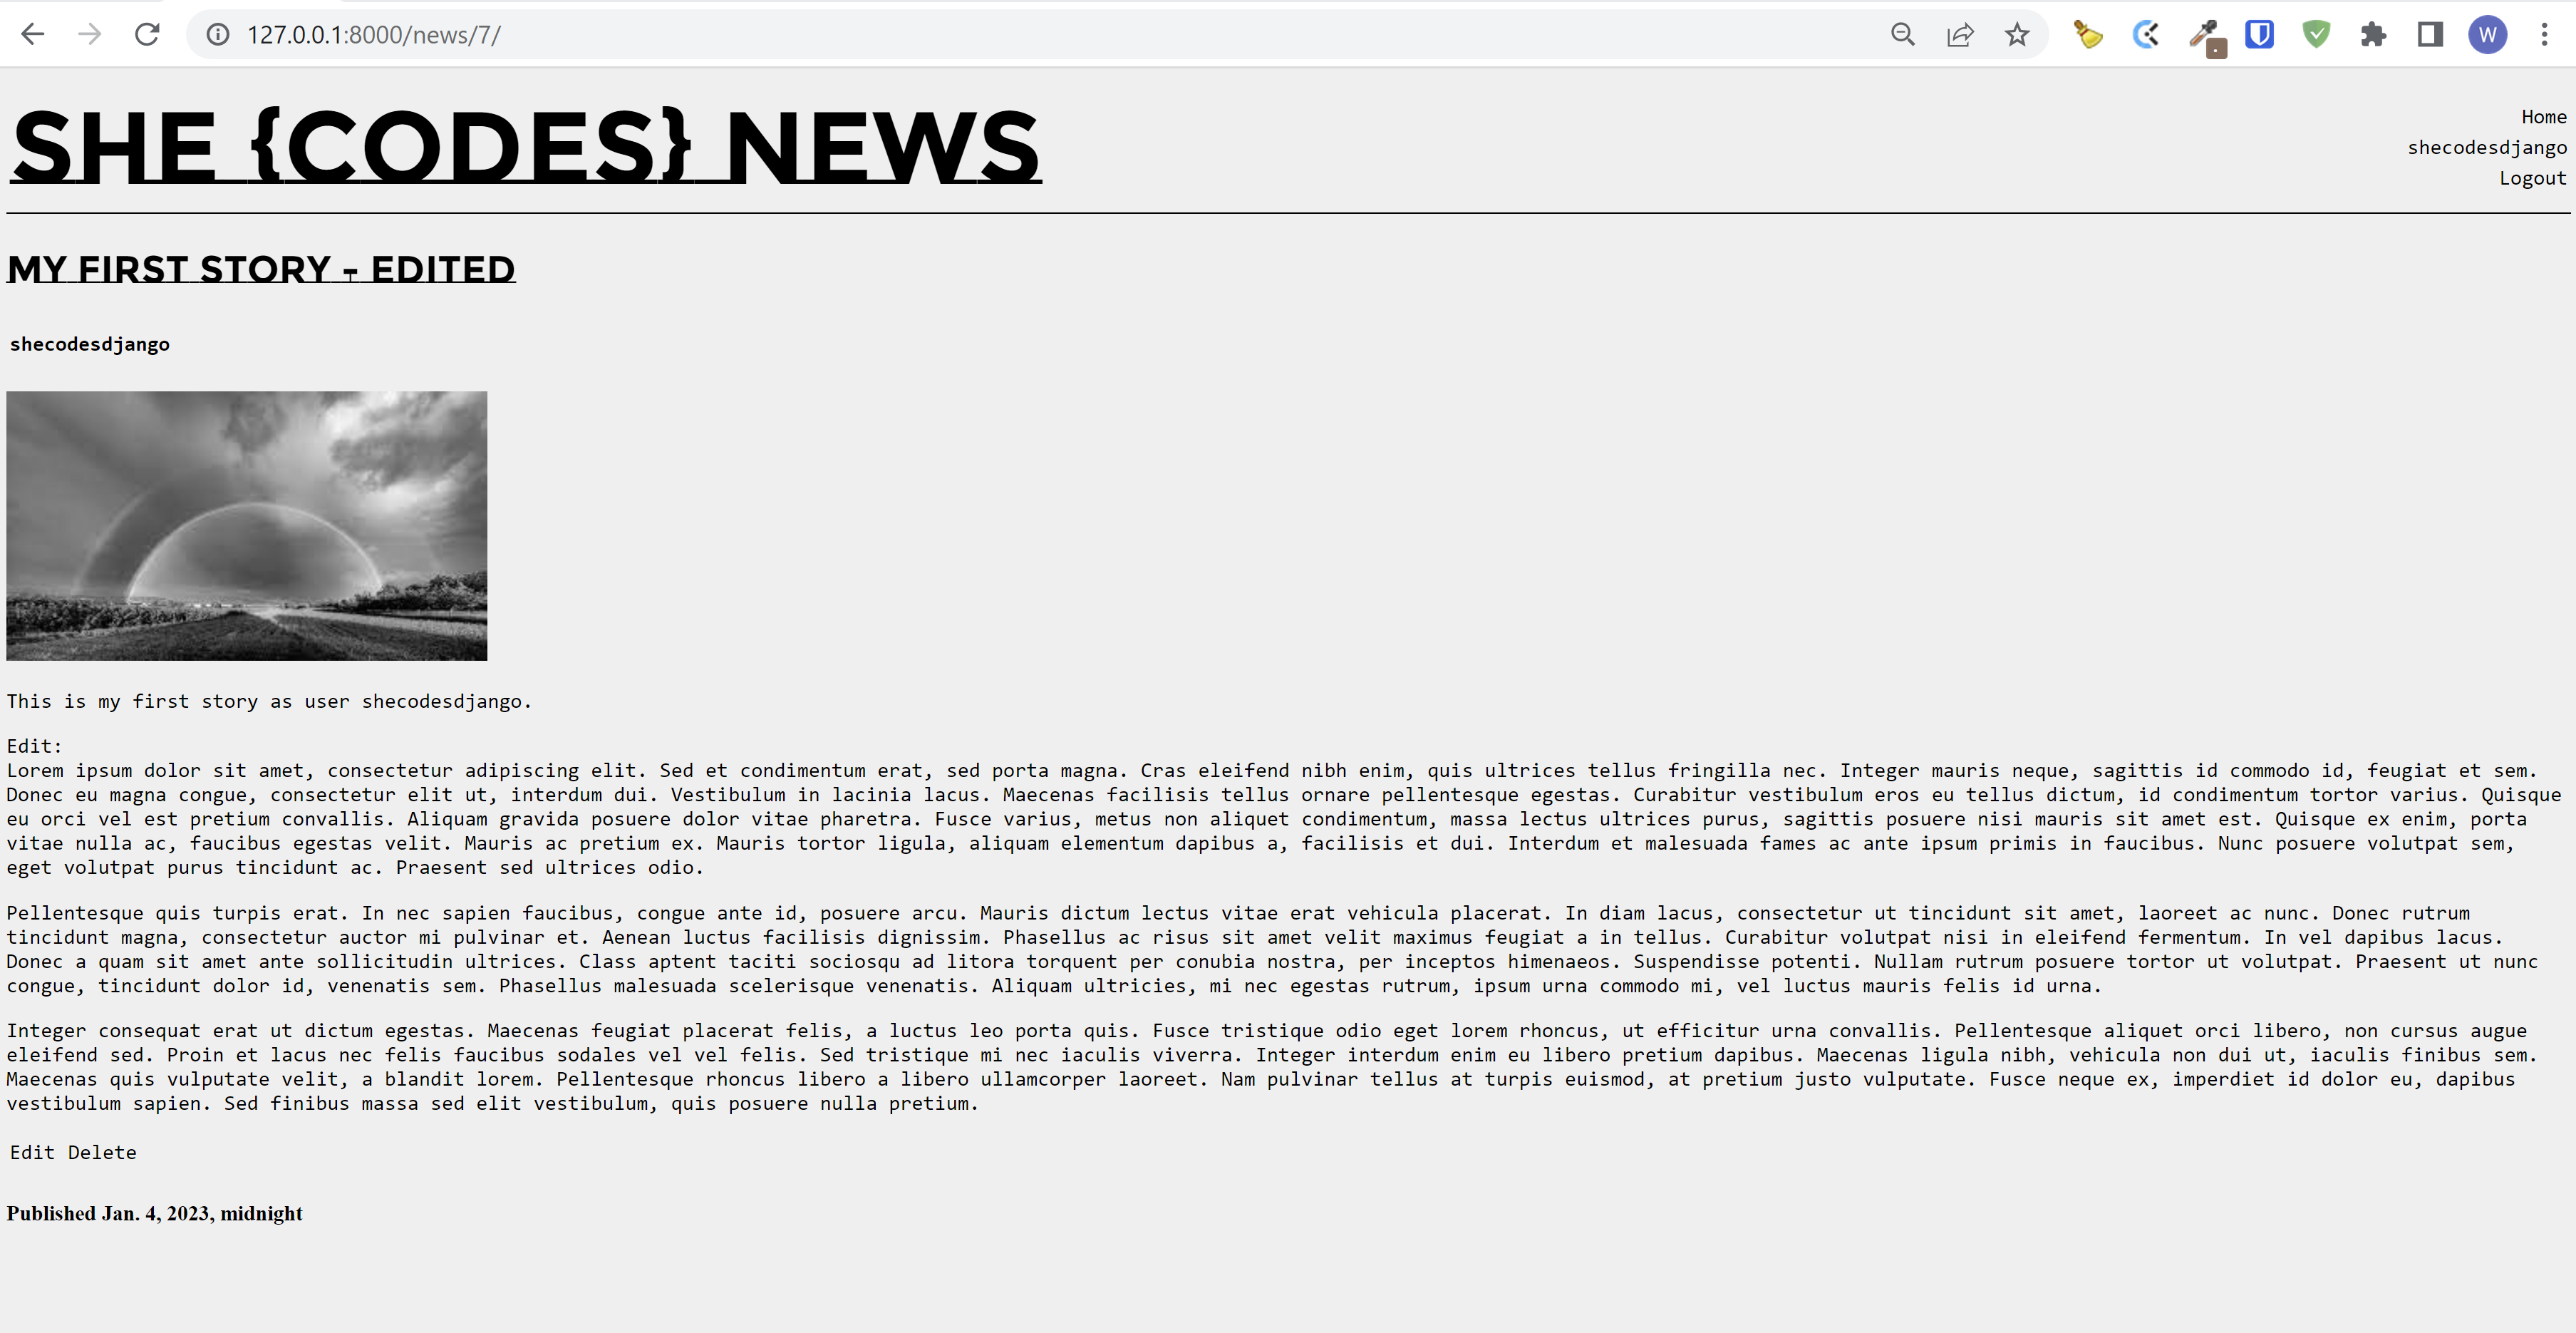 127.0.0.1:8000/news/7/
W
SHE {CODES} NEWS
Home
shecodesdjango
Logout
MY FIRST STORY - EDITED
shecodesdjango
This is my first story as user shecodesdjango.
Edit:
Lorem ipsum dolor sit amet, consectetur adipiscing elit. Sed et condimentum erat, sed porta magna. Cras eleifend nibh enim, quis ultrices tellus fringilla nec. Integer mauris neque, sagittis id commodo id, feugiat et sem.
Donec eu magna congue, consectetur elit ut, interdum dui. Vestibulum in lacinia lacus. Maecenas facilisis tellus ornare pellentesque egestas. Curabitur vestibulum eros eu tellus dictum, id condimentum tortor varius. Quisque
eu orci vel est pretium convallis. Aliquam gravida posuere dolor vitae pharetra. Fusce varius, metus non aliquet condimentum, massa lectus ultrices purus, sagittis posuere nisi mauris sit amet est. Quisque ex enim, porta
vitae nulla ac, faucibus egestas velit. Mauris ac pretium ex. Mauris tortor ligula, aliquam elementum dapibus a, facilisis et dui. Interdum et malesuada fames ac ante ipsum primis in faucibus. Nunc posuere volutpat sem,
eget volutpat purus tincidunt ac. Praesent sed ultrices odio.
Pellentesque quis turpis erat. In nec sapien faucibus, congue ante id, posuere arcu. Mauris dictum lectus vitae erat vehicula placerat. In diam lacus, consectetur ut tincidunt sit amet, laoreet ac nunc. Donec rutrum
tincidunt magna, consectetur auctor mi pulvinar et. Aenean luctus facilisis dignissim. Phasellus ac risus sit amet velit maximus feugiat a in tellus. Curabitur volutpat nisi in eleifend fermentum. In vel dapibus lacus.
Donec a quam sit amet ante sollicitudin ultrices. Class aptent taciti sociosqu ad litora torquent per conubia nostra, per inceptos himenaeos. Suspendisse potenti. Nullam rutrum posuere tortor ut volutpat. Praesent ut nunc
congue, tincidunt dolor id, venenatis sem. Phasellus malesuada scelerisque venenatis. Aliquam ultricies, mi nec egestas rutrum, ipsum urna commodo mi, vel luctus mauris felis id urna.
Integer consequat erat ut dictum egestas. Maecenas feugiat placerat felis, a luctus leo porta quis. Fusce tristique odio eget lorem rhoncus, ut efficitur urna convallis. Pellentesque aliquet orci libero, non cursus augue
eleifend sed. Proin et lacus nec felis faucibus sodales vel vel felis. Sed tristique mi nec iaculis viverra. Integer interdum enim eu libero pretium dapibus. Maecenas ligula nibh, vehicula non dui ut, iaculis finibus sem.
Maecenas quis vulputate velit, a blandit lorem. Pellentesque rhoncus libero a libero ullamcorper laoreet. Nam pulvinar tellus at turpis euismod, at pretium justo vulputate. Fusce neque ex, imperdiet id dolor eu, dapibus
vestibulum sapien. Sed finibus massa sed elit vestibulum, quis posuere nulla pretium.
Edit Delete
Published Jan. 4, 2023, midnight